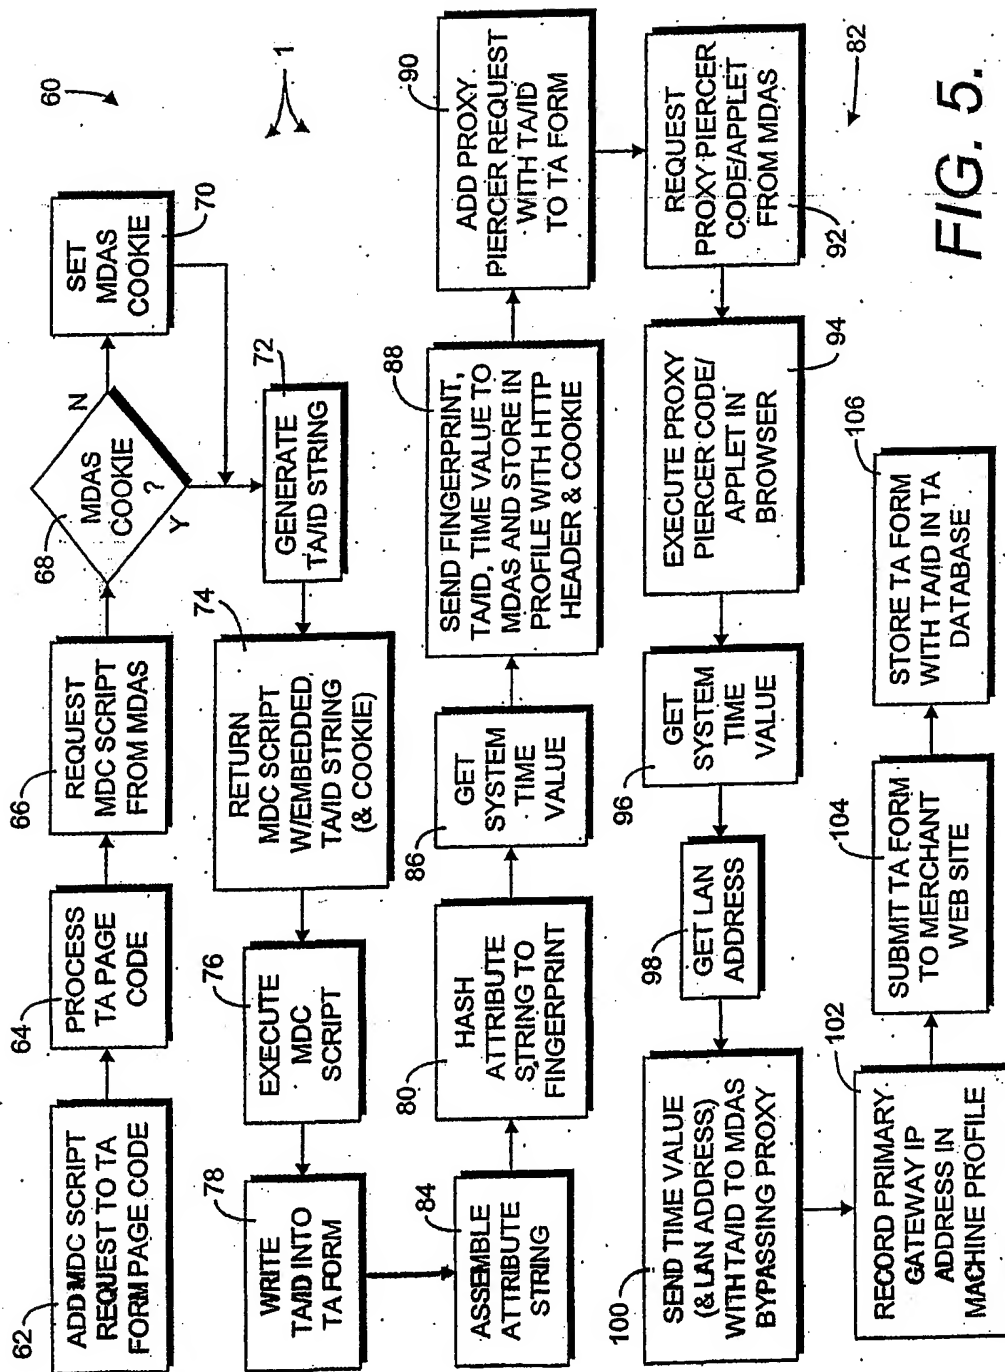 60
1
62
ADD MDC SCRIPT
REQUEST TO TA
FORM PAGE CODE
64
PROCESS
TA PAGE
CODE
66
REQUEST
MDC SCRIPT
FROM MDAS
68
MDAS
COOKIE
?
N
Y
SET
MDAS
COOKIE
70
72
GENERATE
TA/ID STRING
74
RETURN
MDC SCRIPT
W/EMBEDDED
TA/ID STRING
(& COOKIE)
76
EXECUTE
MDC
SCRIPT
78
WRITE
TA/ID INTO
TA FORM
84
ASSEMBLE
ATTRIBUTE
STRING
80
HASH
ATTRIBUTE
STRING TO
FINGERPRINT
86
GET
SYSTEM
TIME
VALUE
88
SEND FINGERPRINT,
TA/ID, TIME VALUE TO
MDAS AND STORE IN
PROFILE WITH HTTP
HEADER & COOKIE
90
ADD PROXY
PIERCER REQUEST
WITH TA/ID
TO TA FORM
REQUEST
PROXY PIERCER
CODE/APPLET
FROM MDAS
92
EXECUTE PROXY
PIERCER CODE/
APPLET IN
BROWSER
94
GET
SYSTEM
TIME
VALUE
96
GET LAN
ADDRESS
98
SEND TIME VALUE
(& LAN ADDRESS)
WITH TA/ID TO MDAS
BYPASSING PROXY
100
102
RECORD PRIMARY
GATEWAY IP
ADDRESS IN
MACHINE PROFILE
104
SUBMIT TA FORM
TO MERCHANT
WEB SITE
106
STORE TA FORM
WITH TA/ID IN TA
DATABASE
82
FIG. 5.